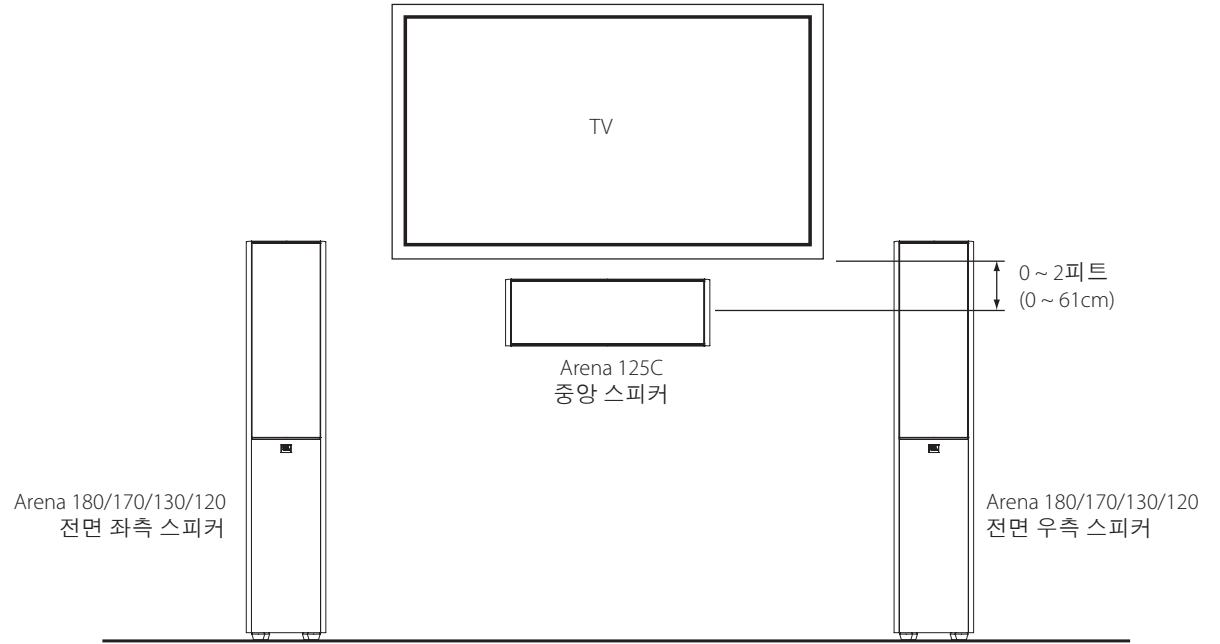 TV
0 ~ 2피트
(0 ~ 61cm)
Arena 125C
중앙 스피커
Arena 180/170/130/120
전면 좌측 스피커
Arena 180/170/130/120
전면 우측 스피커